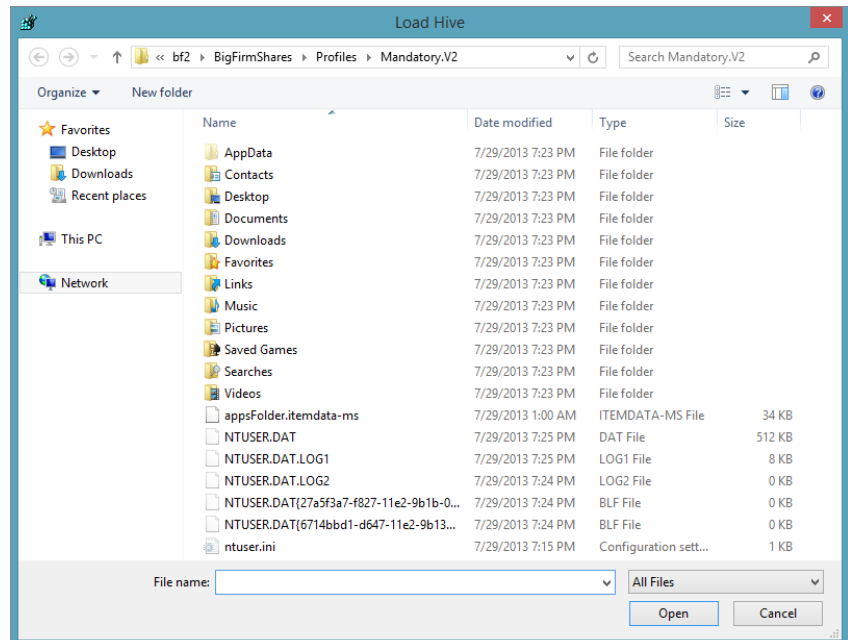 Load Hive
« bf2 › BigFirmShares › Profiles › Mandatory.V2 Search Mandatory.V2
Organize New folder
Name Date modified Type Size
Favorites
Desktop
Downloads
Recent places
This PC
Network
AppData 7/29/2013 7:23 PM File folder
Contacts 7/29/2013 7:23 PM File folder
Desktop 7/29/2013 7:23 PM File folder
Documents 7/29/2013 7:23 PM File folder
Downloads 7/29/2013 7:23 PM File folder
Favorites 7/29/2013 7:23 PM File folder
Links 7/29/2013 7:23 PM File folder
Music 7/29/2013 7:23 PM File folder
Pictures 7/29/2013 7:23 PM File folder
Saved Games 7/29/2013 7:23 PM File folder
Searches 7/29/2013 7:23 PM File folder
Videos 7/29/2013 7:23 PM File folder
appsFolder.itemdata-ms 7/29/2013 1:00 AM ITEMDATA-MS File 34 KB
NTUSER.DAT 7/29/2013 7:25 PM DAT File 512 KB
NTUSER.DAT.LOG1 7/29/2013 7:25 PM LOG1 File 8 KB
NTUSER.DAT.LOG2 7/29/2013 7:24 PM LOG2 File 0 KB
NTUSER.DAT{27a5f3a7-f827-11e2-9b1b-0... 7/29/2013 7:24 PM BLF File 0 KB
NTUSER.DAT{6714bbd1-d647-11e2-9b13... 7/29/2013 7:24 PM BLF File 0 KB
ntuser.ini 7/29/2013 7:15 PM Configuration sett... 1 KB
File name: All Files
Open Cancel